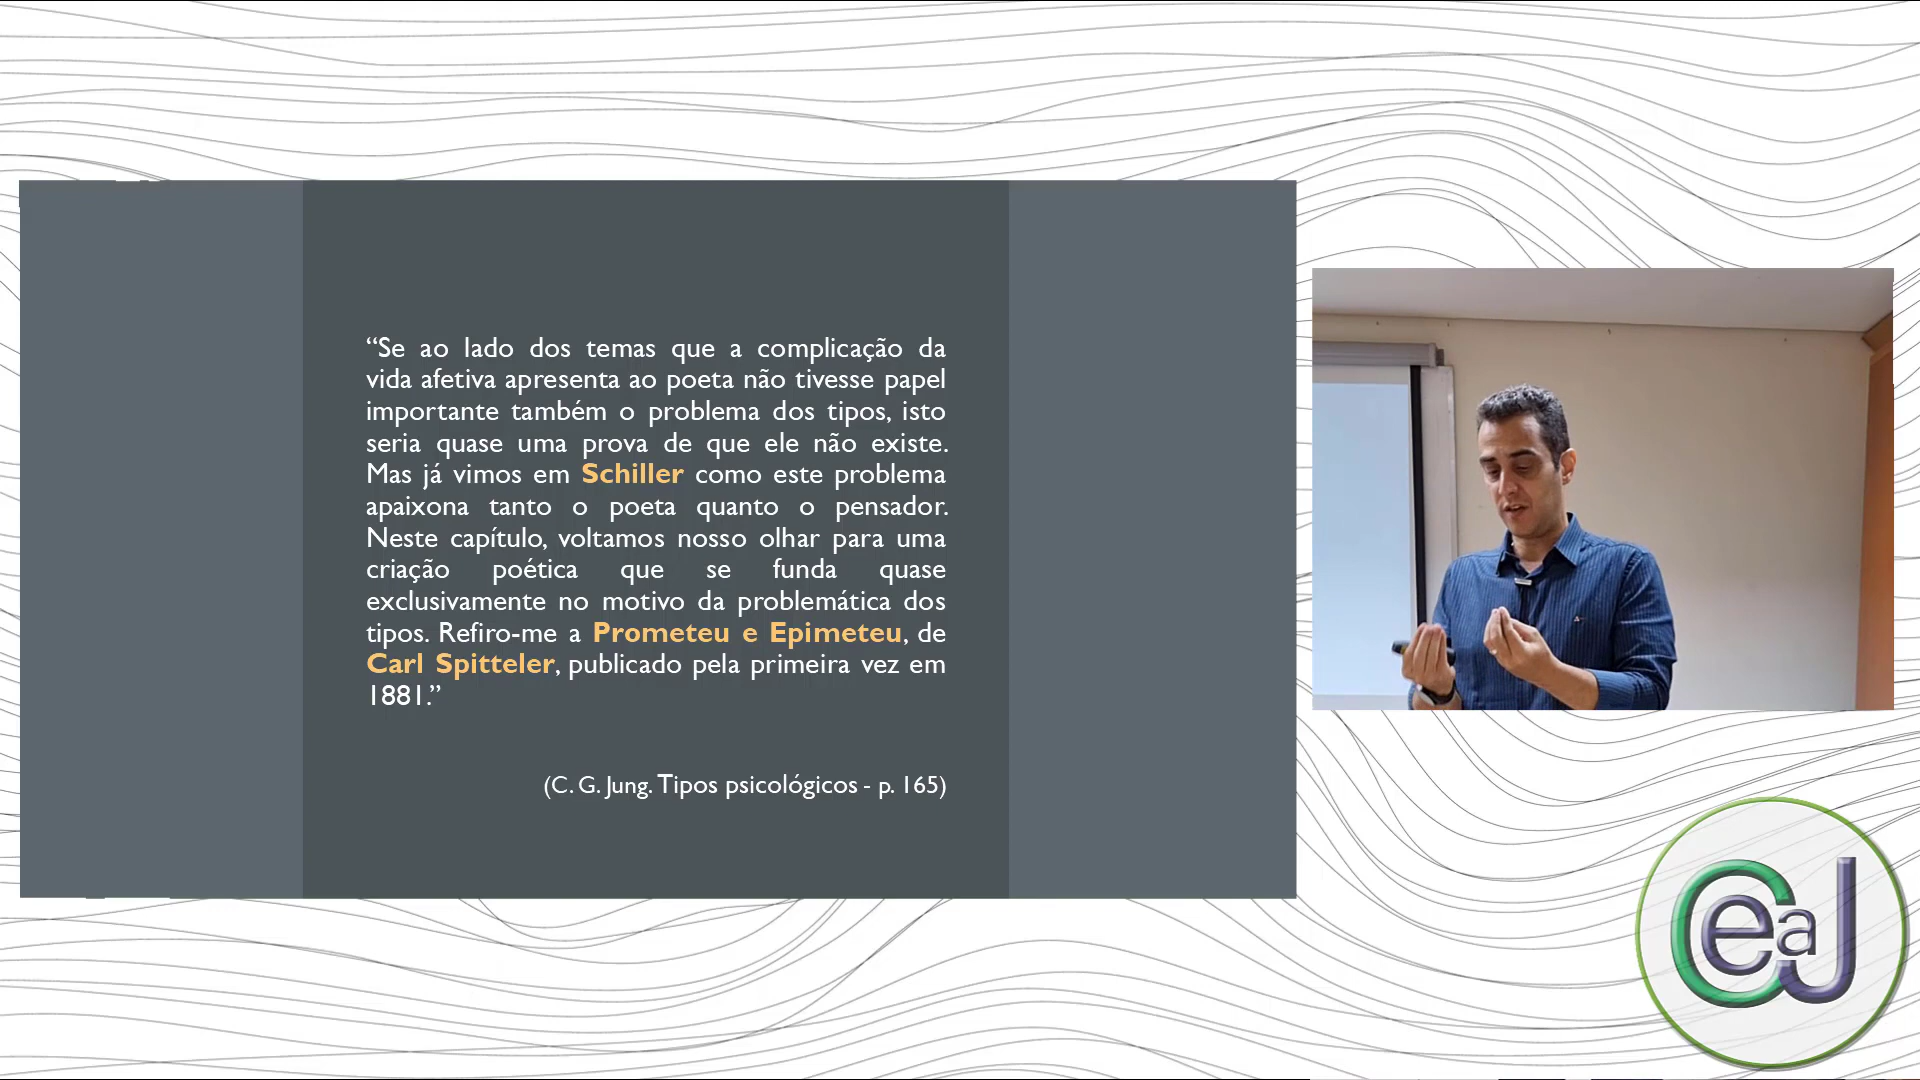 “Se ao lado dos temas que a complicação da
vida afetiva apresenta ao poeta não tivesse papel
importante também o problema dos tipos, isto
seria quase uma prova de que ele não existe.
Mas já vimos em Schiller como este problema
apaixona tanto o poeta quanto o pensador.
Neste capítulo, voltamos nosso olhar para uma
criação poética que se funda quase
exclusivamente no motivo da problemática dos
tipos. Refiro-me a Prometeu e Epimeteu, de
Carl Spitteler, publicado pela primeira vez em
1881.”
(C. G. Jung. Tipos psicológicos - p. 165)
CeaJ